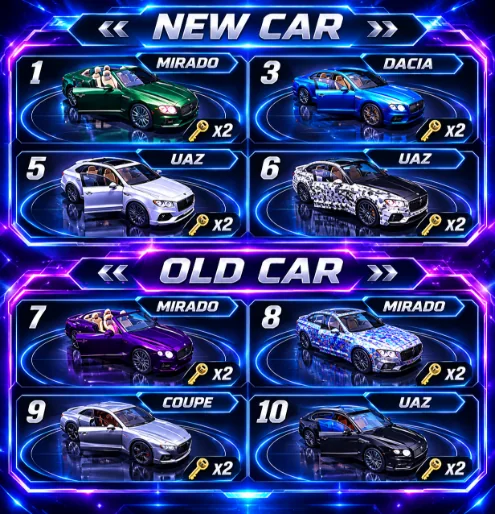 NEW CAR
1 MIRADO
x2
3 DACIA
x2
5 UAZ
x2
6 UAZ
x2
OLD CAR
7 MIRADO
x2
8 MIRADO
x2
9 COUPE
x2
10 UAZ
x2